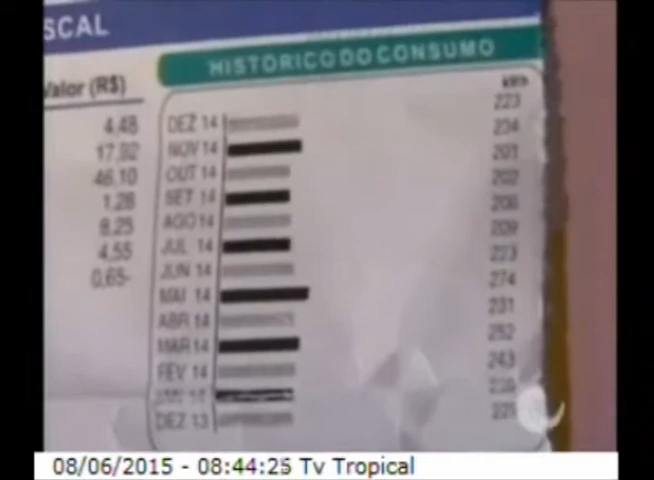 SCAL
HISTÓRICO DO CONSUMO
Valor (R$)
kWh
4,48
17,92
46,10
1,28
8,25
4,55
0,65-
DEZ 14 223
NOV 14 234
OUT 14 201
SET 14 202
AGO 14 206
JUL 14 209
JUN 14 223
MAI 14 274
ABR 14 231
MAR 14 252
FEV 14 243
DEZ 13
08/06/2015 - 08:44:25 Tv Tropical